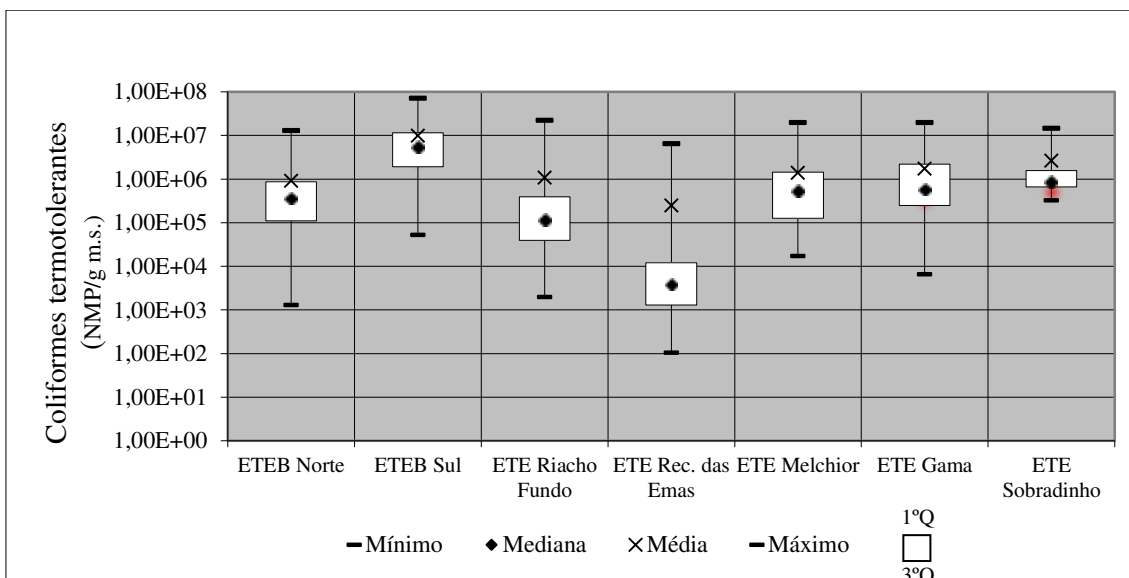 Coliformes termotolerantes
(NMP/g m.s.)
1,00E+08
1,00E+07
1,00E+06
1,00E+05
1,00E+04
1,00E+03
1,00E+02
1,00E+01
1,00E+00
ETEB Norte
ETEB Sul
ETE Riacho
Fundo
ETE Rec. das
Emas
ETE Melchior
ETE Gama
ETE
Sobradinho
Mínimo
Mediana
Média
Máximo
1ºQ
3ºQ